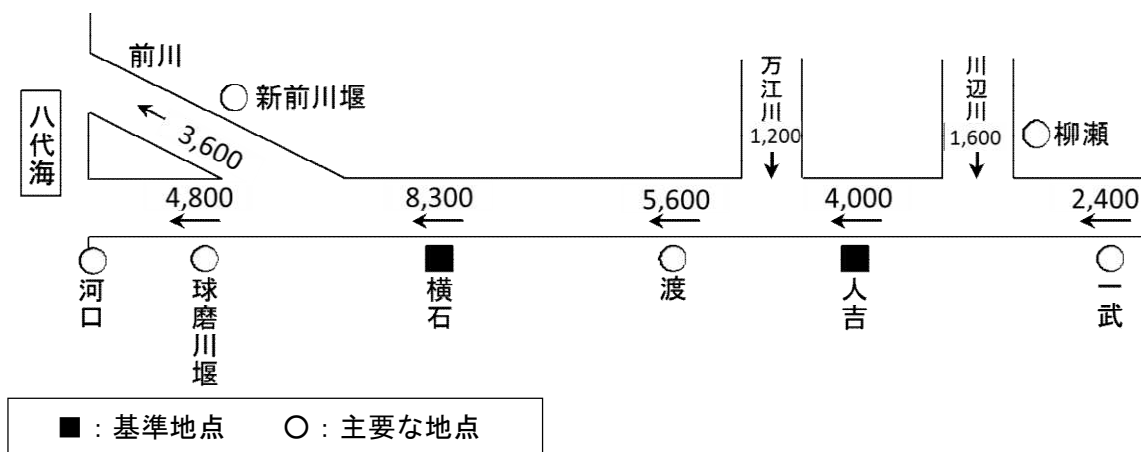 前川
新前川堰
八代海
3,600
万江川
1,200
川辺川
1,600
柳瀬
4,800
8,300
5,600
4,000
2,400
河口
球磨川堰
横石
渡
人吉
一武
■：基準地点 ○：主要な地点